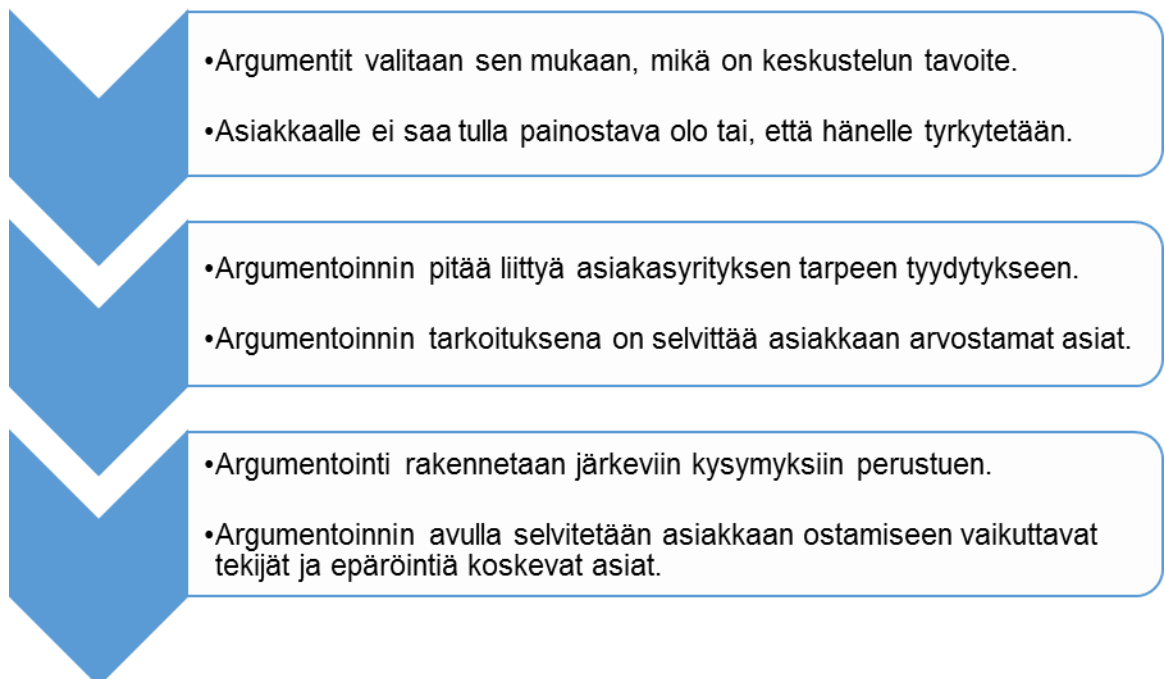 •Argumentit valitaan sen mukaan, mikä on keskustelun tavoite.
•Asiakkaalle ei saa tulla painostava olo tai, että hänelle tyrkytetään.
•Argumentoinnin pitää liittyä asiakasyrityksen tarpeen tyydytykseen.
•Argumentoinnin tarkoituksena on selvittää asiakkaan arvostamat asiat.
•Argumentointi rakennetaan järkeviin kysymyksiin perustuen.
•Argumentoinnin avulla selvitetään asiakkaan ostamiseen vaikuttavat
tekijät ja epäröintiä koskevat asiat.